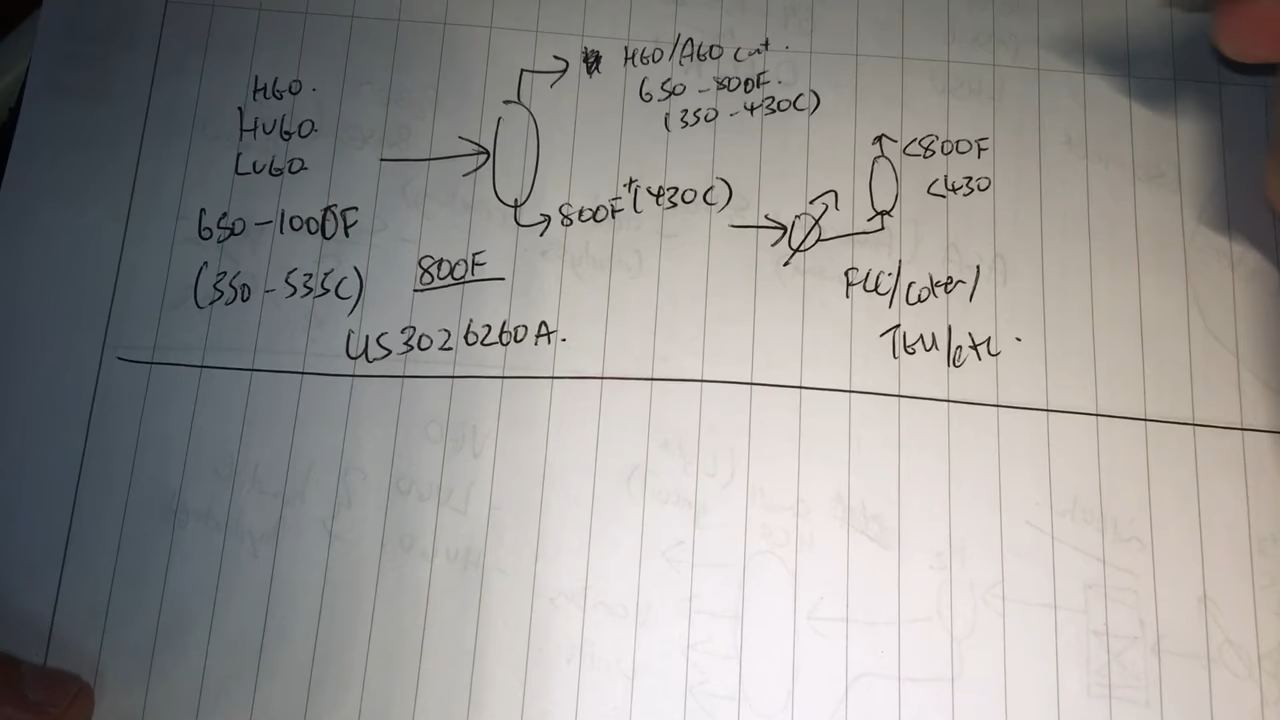 HGO.
HVGO.
LVGO.
650-1000F
(350-535C)
800F
US3026260A.
HGO/AGO cut.
650-800F.
(350-430C)
800F+(430C)
<800F
<430
FCC/coker/
TGU/etc.